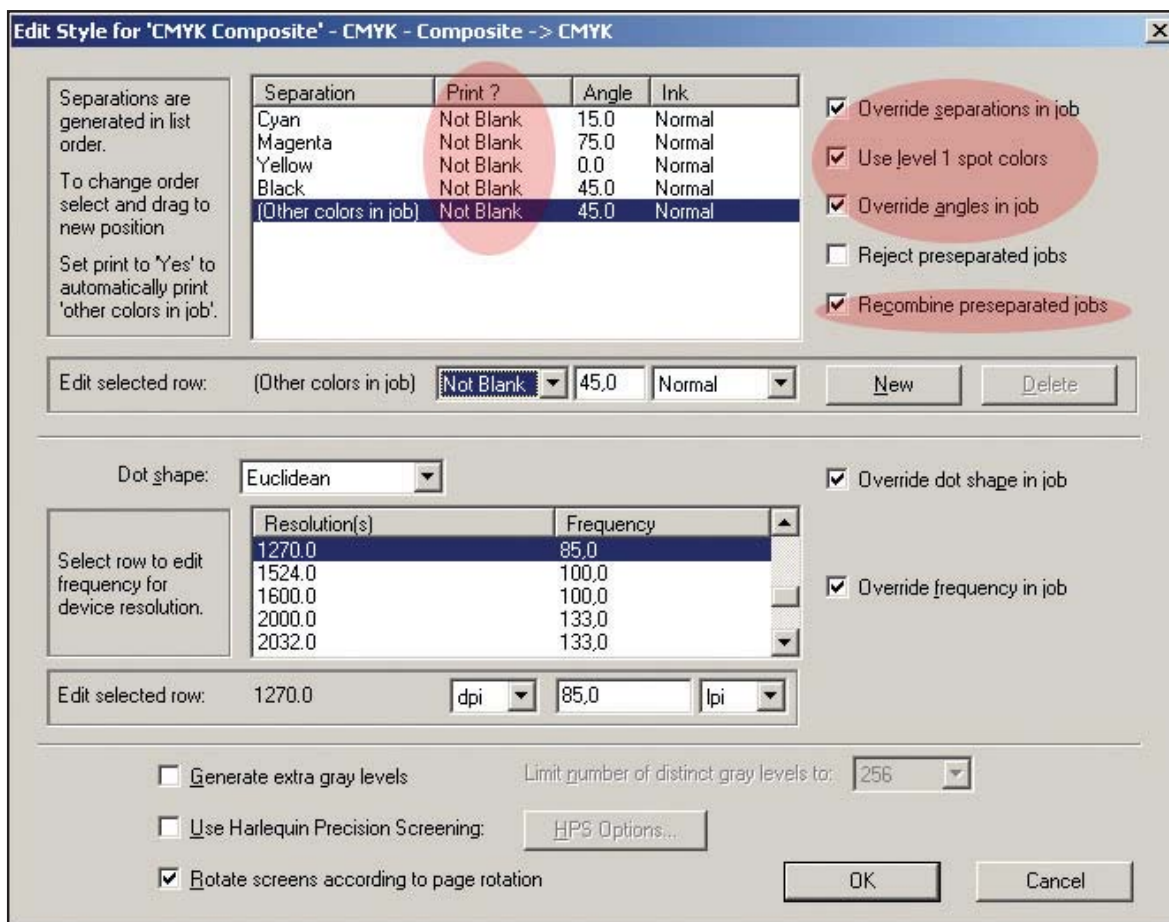 Edit Style for 'CMYK Composite' - CMYK - Composite -> CMYK
Separations are
generated in list
order.
To change order
select and drag to
new position
Set print to 'Yes' to
automatically print
'other colors in job'.
Separation Print ? Angle Ink
Cyan Not Blank 15.0 Normal
Magenta Not Blank 75.0 Normal
Yellow Not Blank 0.0 Normal
Black Not Blank 45.0 Normal
(Other colors in job) Not Blank 45.0 Normal
Override separations in job
Use level 1 spot colors
Override angles in job
Reject preseparated jobs
Recombine preseparated jobs
Edit selected row: (Other colors in job) Not Blank 45,0 Normal New Delete
Dot shape: Euclidean
Override dot shape in job
Select row to edit
frequency for
device resolution.
Resolution(s) Frequency
1270.0 85,0
1524.0 100,0
1600.0 100,0
2000.0 133,0
2032.0 133,0
Override frequency in job
Edit selected row: 1270.0 dpi 85,0 lpi
Generate extra gray levels Limit number of distinct gray levels to: 256
Use Harlequin Precision Screening: HPS Options...
Rotate screens according to page rotation
OK Cancel